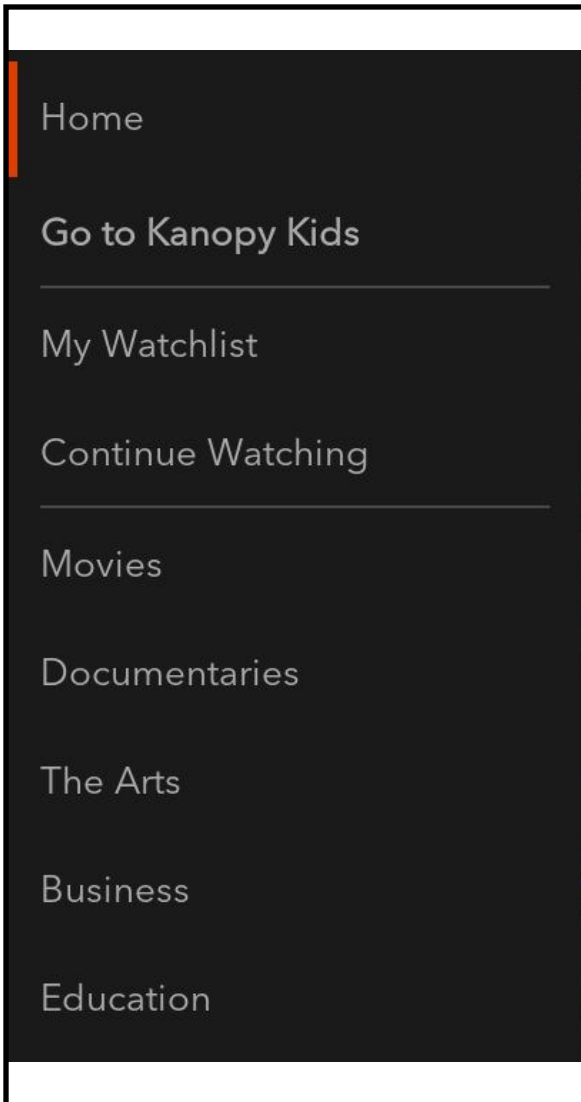 Home
Go to Kanopy Kids
My Watchlist
Continue Watching
Movies
Documentaries
The Arts
Business
Education